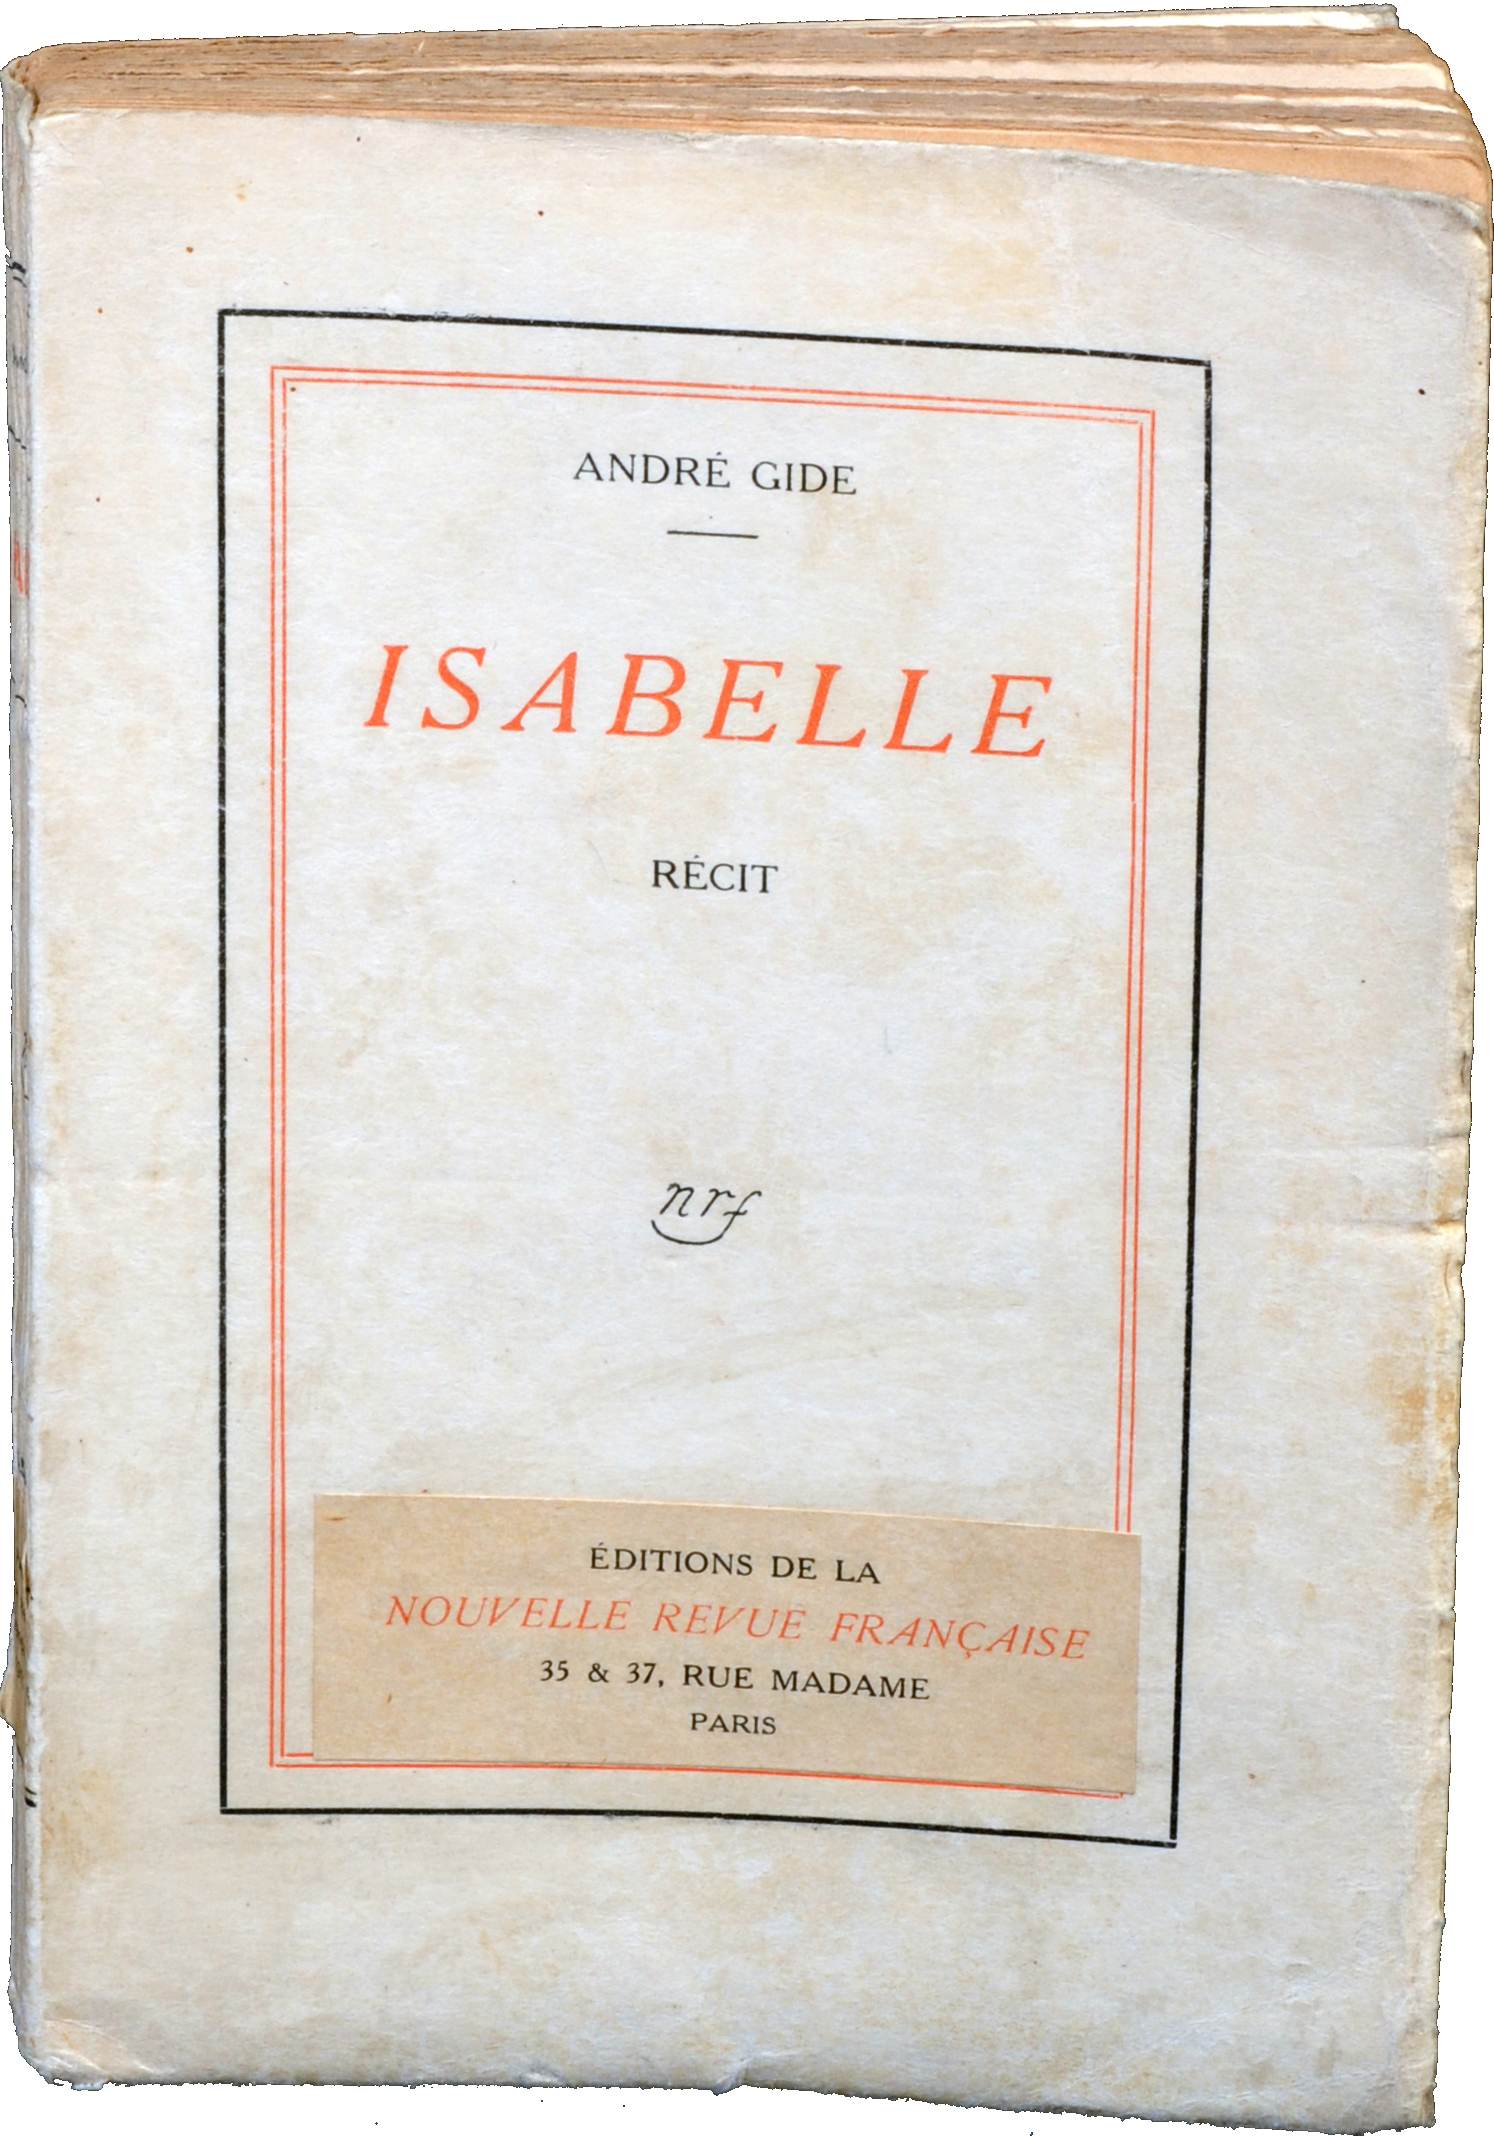 ANDRÉ GIDE
ISABELLE
RÉCIT
nrf
ÉDITIONS DE LA
NOUVELLE REVUE FRANÇAISE
35 & 37, RUE MADAME
PARIS